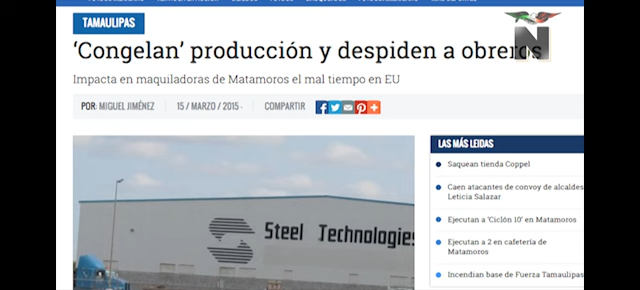 TAMAULIPAS
'Congelan' producción y despiden a obreros
Impacta en maquiladoras de Matamoros el mal tiempo en EU
POR: MIGUEL JIMÉNEZ 15 / MARZO / 2015 - COMPARTIR
N
Steel Technologies
LAS MÁS LEIDAS
Saquean tienda Coppel
Caen atacantes de convoy de alcaldesa
Leticia Salazar
Ejecutan a 'Ciclón 10' en Matamoros
Ejecutan a 2 en cafetería de
Matamoros
Incendian base de Fuerza Tamaulipas